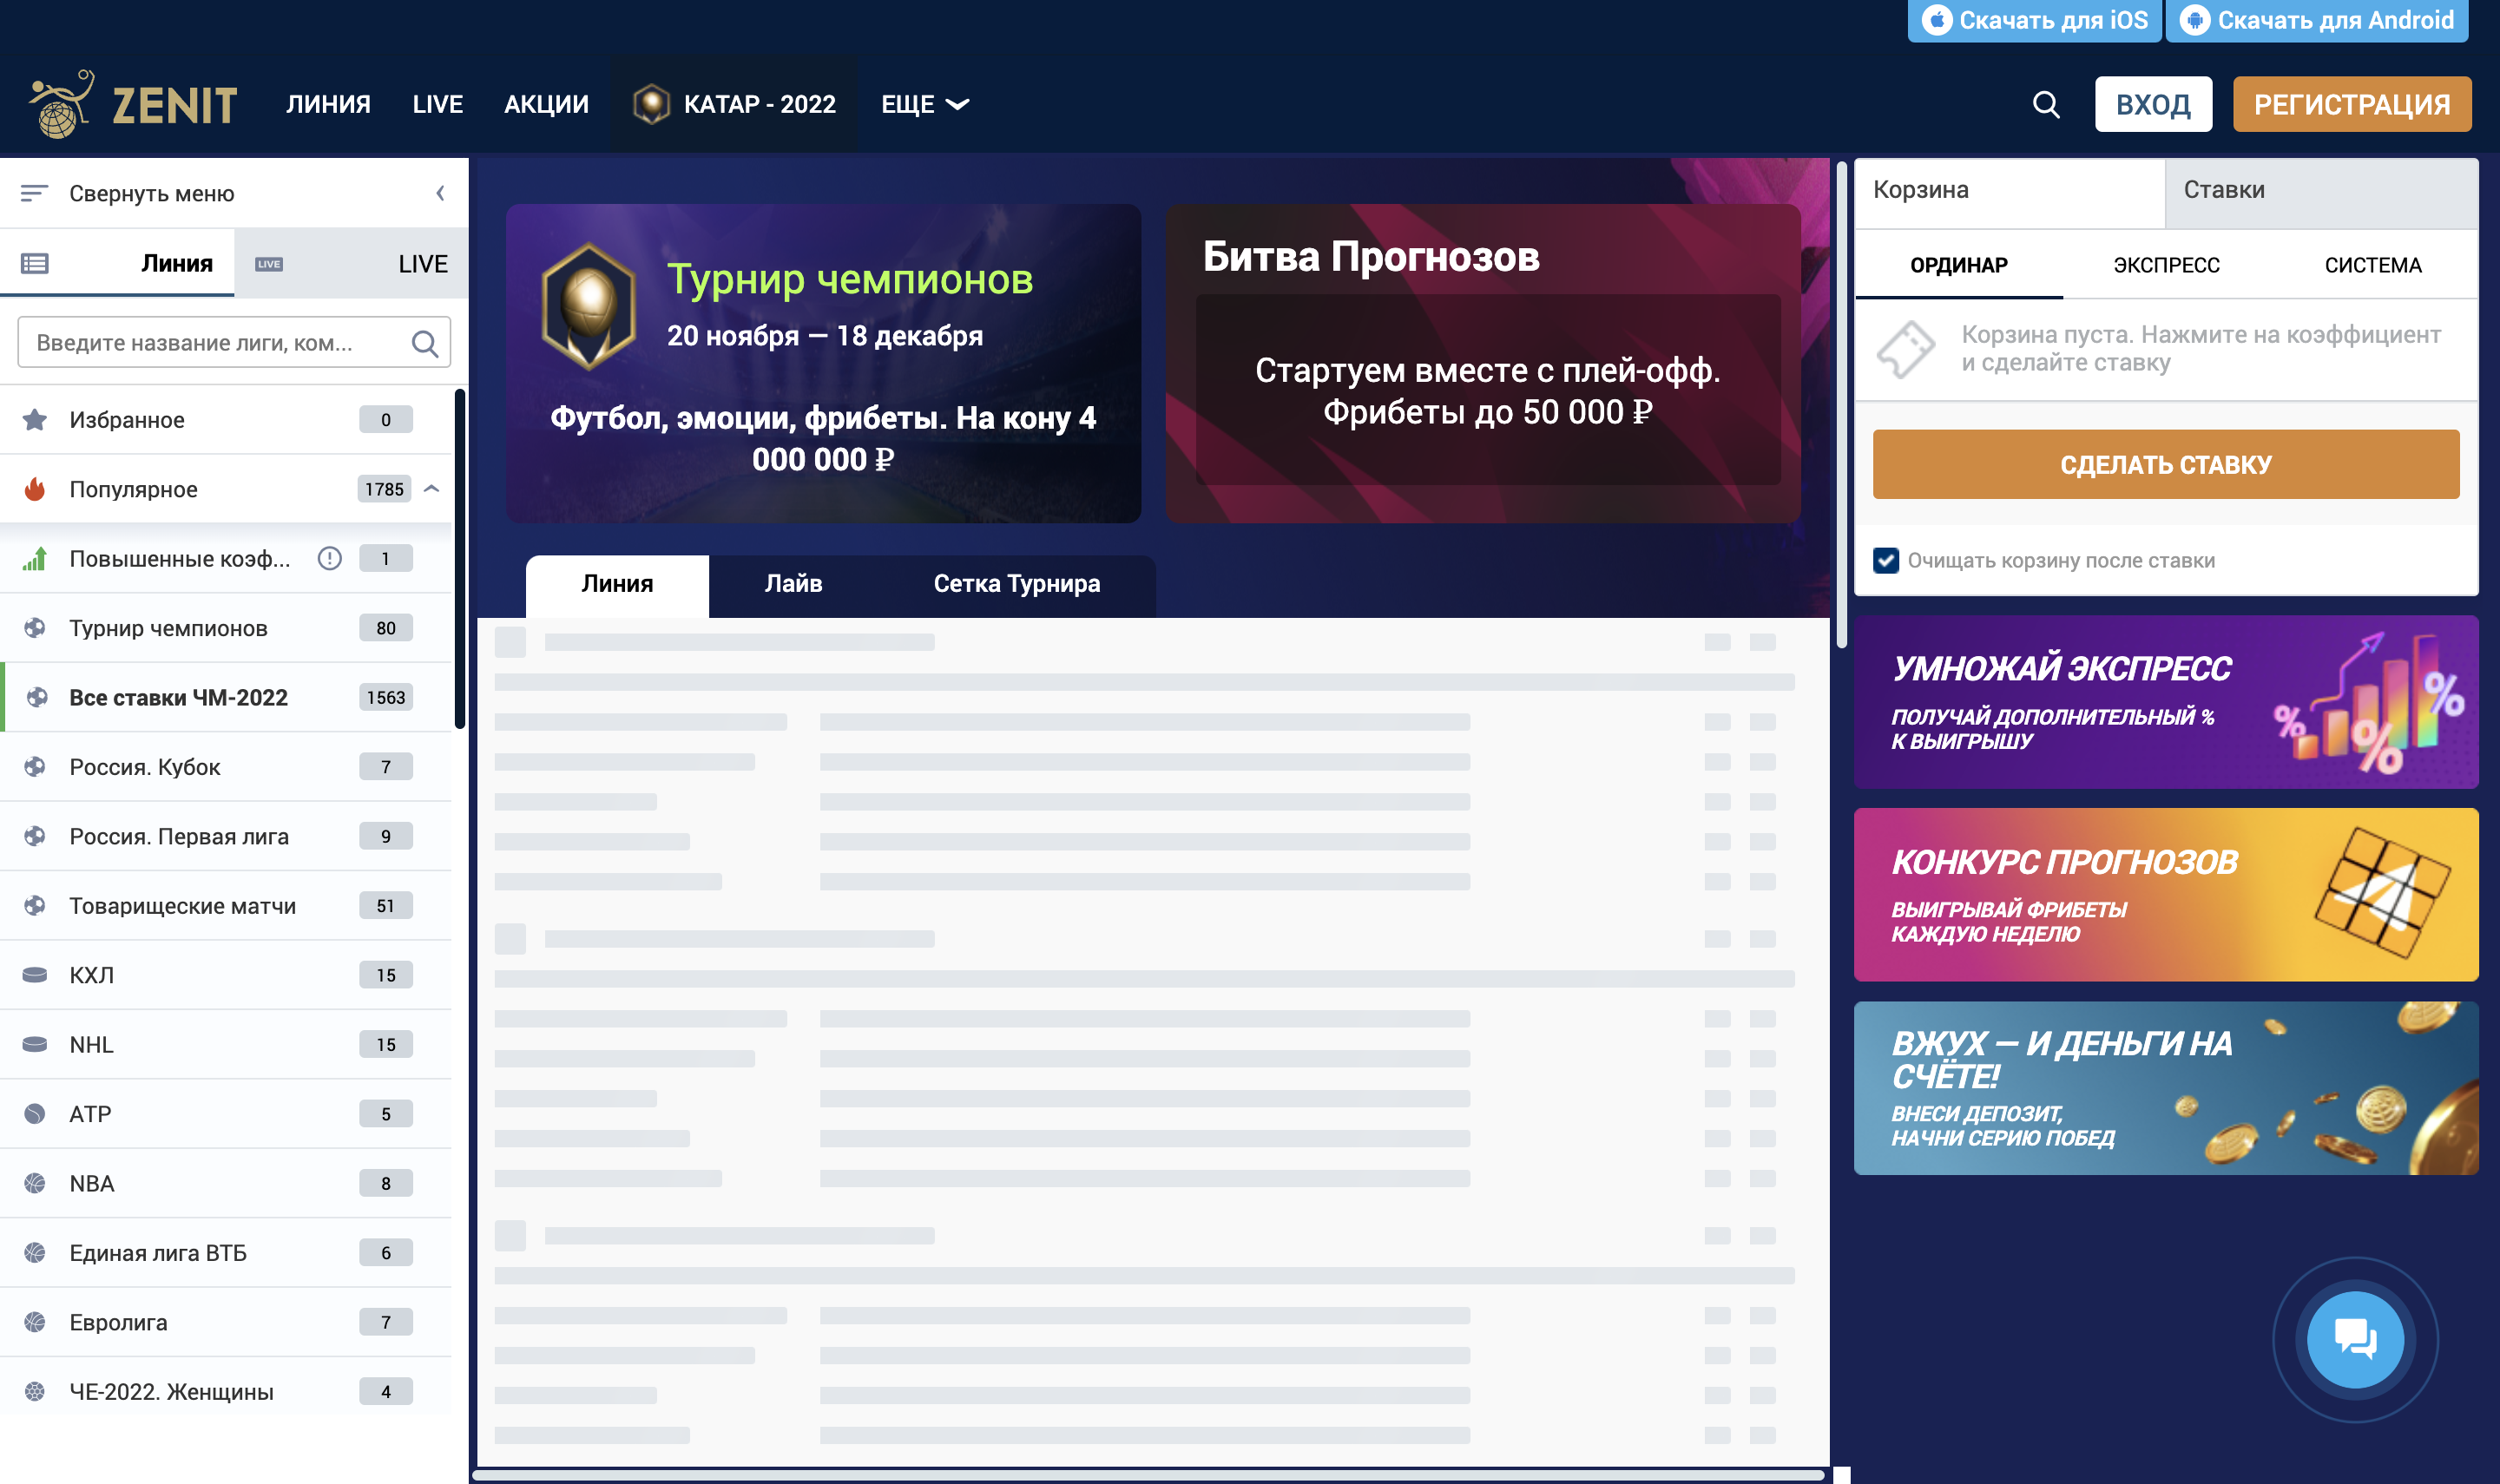 Скачать для iOS
Скачать для Android
ZENIT
ЛИНИЯ
LIVE
АКЦИИ
КАТАР - 2022
ЕЩЕ
ВХОД
РЕГИСТРАЦИЯ
Свернуть меню
Линия
LIVE
LIVE
Введите название лиги, ком...
Избранное
0
Популярное
1785
Повышенные коэф...
1
Турнир чемпионов
80
Все ставки ЧМ-2022
1563
Россия. Кубок
7
Россия. Первая лига
9
Товарищеские матчи
51
КХЛ
15
NHL
15
ATP
5
NBA
8
Единая лига ВТБ
6
Евролига
7
ЧЕ-2022. Женщины
4
Турнир чемпионов
20 ноября — 18 декабря
Футбол, эмоции, фрибеты. На кону 4
000 000 ₽
Битва Прогнозов
Стартуем вместе с плей-офф.
Фрибеты до 50 000 ₽
Линия
Лайв
Сетка Турнира
Корзина
Ставки
ОРДИНАР
ЭКСПРЕСС
СИСТЕМА
Корзина пуста. Нажмите на коэффициент
и сделайте ставку
СДЕЛАТЬ СТАВКУ
Очищать корзину после ставки
УМНОЖАЙ ЭКСПРЕСС
ПОЛУЧАЙ ДОПОЛНИТЕЛЬНЫЙ %
К ВЫИГРЫШУ
% % %
КОНКУРС ПРОГНОЗОВ
ВЫИГРЫВАЙ ФРИБЕТЫ
КАЖДУЮ НЕДЕЛЮ
ВЖУХ — И ДЕНЬГИ НА
СЧЁТЕ!
ВНЕСИ ДЕПОЗИТ,
НАЧНИ СЕРИЮ ПОБЕД